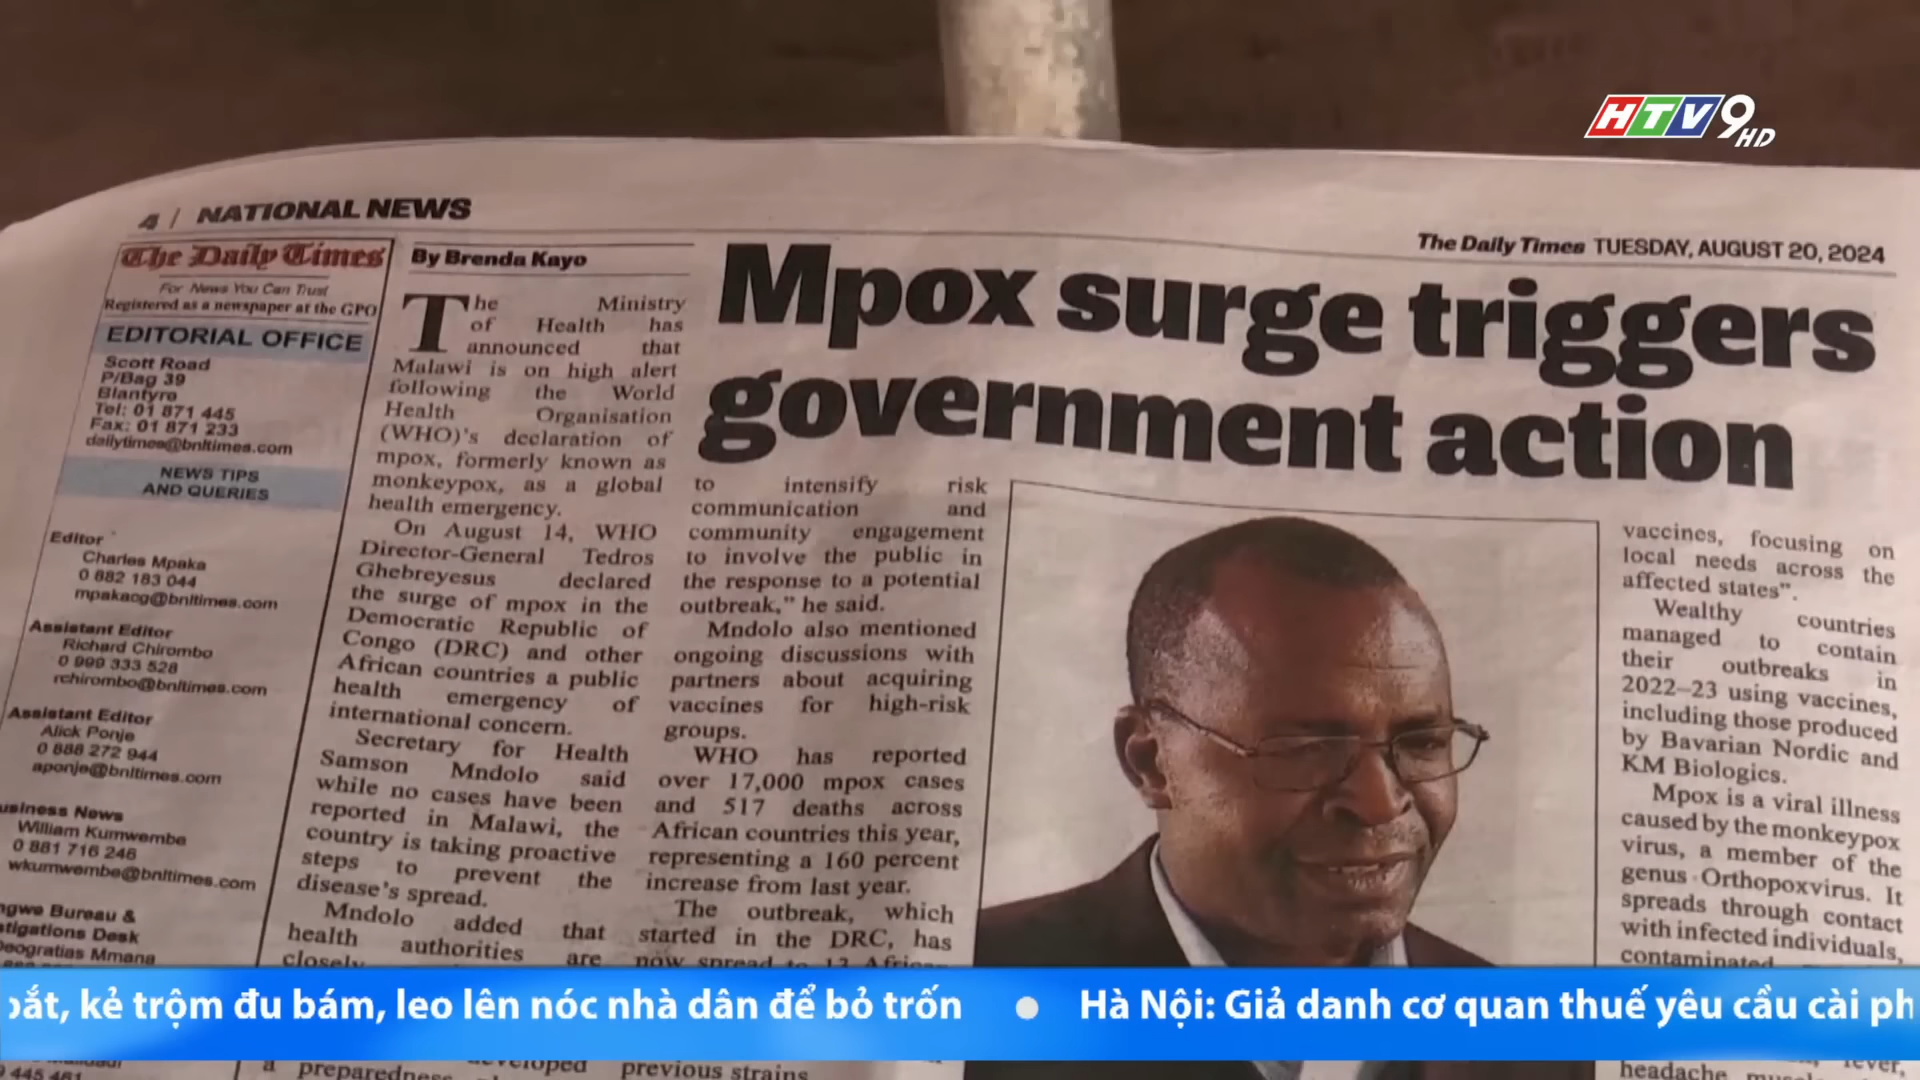 HTV9 HD
4 / NATIONAL NEWS
The Daily Times TUESDAY, AUGUST 20, 2024
The Daily Times
For News You Can Trust
Registered as a newspaper at the GPO
EDITORIAL OFFICE
Scott Road
P/Bag 39
Blantyre
Tel: 01 871 445
Fax: 01 871 233
dailytimes@bnltimes.com
NEWS TIPS
AND QUERIES
Editor
Charles Mpaka
0 882 183 044
mpakacg@bnltimes.com
Assistant Editor
Richard Chirombo
0 999 333 528
rchirombo@bnltimes.com
Assistant Editor
Alick Ponje
0 888 272 944
aponje@bnltimes.com
News
William Kumwembe
0 881 716 246
wkumwembe@bnltimes.com
Bureau &
Desk
Mmana
Mpox surge triggers
government action
By Brenda Kayo
The Ministry
of Health has
announced that
Malawi is on high alert
following the World
Health Organisation
(WHO)'s declaration of
mpox, formerly known as
monkeypox, as a global
health emergency.
On August 14, WHO
Director-General Tedros
Ghebreyesus declared
the surge of mpox in the
Democratic Republic of
Congo (DRC) and other
African countries a public
health emergency of
international concern.
Secretary for Health
Samson Mndolo said
while no cases have been
reported in Malawi, the
country is taking proactive
steps to prevent the
disease's spread.
Mndolo added that
health authorities are
closely
a preparedness
to intensify risk
communication and
community engagement
to involve the public in
the response to a potential
outbreak," he said.
Mndolo also mentioned
ongoing discussions with
partners about acquiring
vaccines for high-risk
groups.
WHO has reported
over 17,000 mpox cases
and 517 deaths across
African countries this year,
representing a 160 percent
increase from last year.
The outbreak, which
started in the DRC, has
now spread to 13
previous strains
vaccines, focusing on
local needs across the
affected states".
Wealthy countries
managed to contain
their outbreaks in
2022–23 using vaccines,
including those produced
by Bavarian Nordic and
KM Biologics.
Mpox is a viral illness
caused by the monkeypox
virus, a member of the
genus Orthopoxvirus. It
spreads through contact
with infected individuals,
contaminated
headache
bắt, kẻ trộm đu bám, leo lên nóc nhà dân để bỏ trốn ● Hà Nội: Giả danh cơ quan thuế yêu cầu cài ph